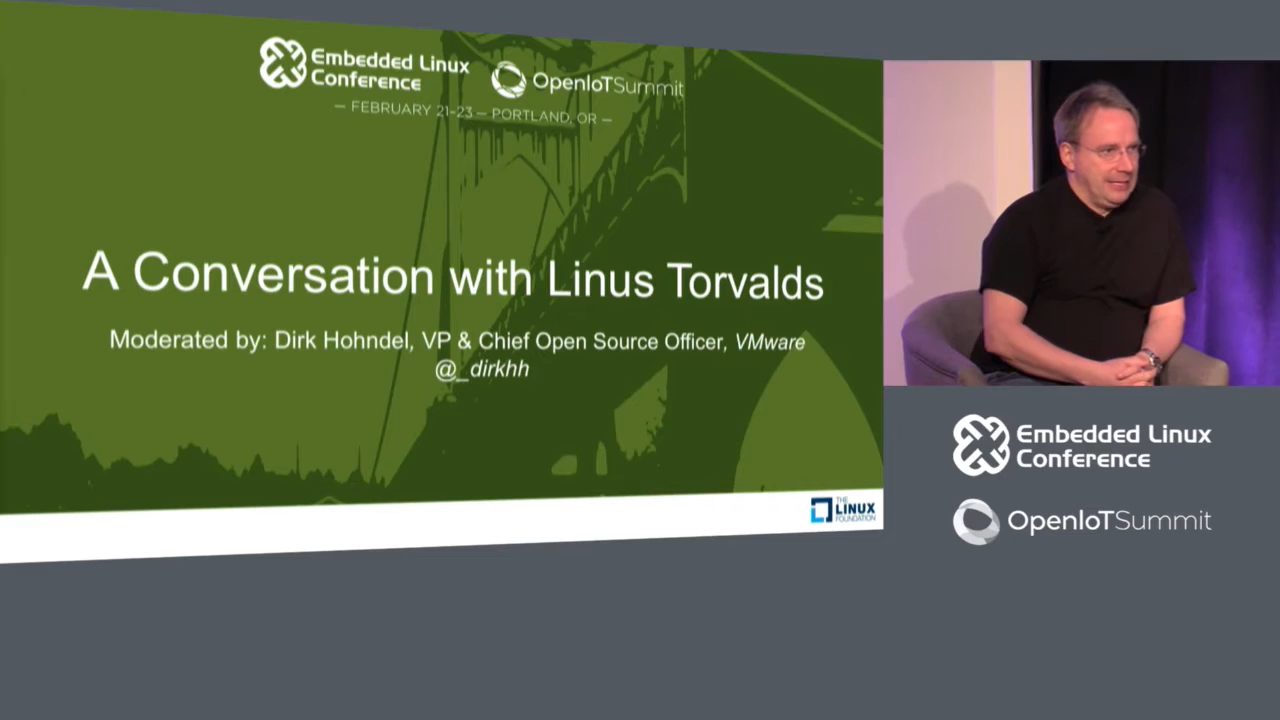 Embedded Linux
Conference
OpenIoTSummit
— FEBRUARY 21-23 — PORTLAND, OR —
A Conversation with Linus Torvalds
Moderated by: Dirk Hohndel, VP & Chief Open Source Officer, VMware
@_dirkhh
THE
LINUX
FOUNDATION
Embedded Linux
Conference
OpenIoTSummit